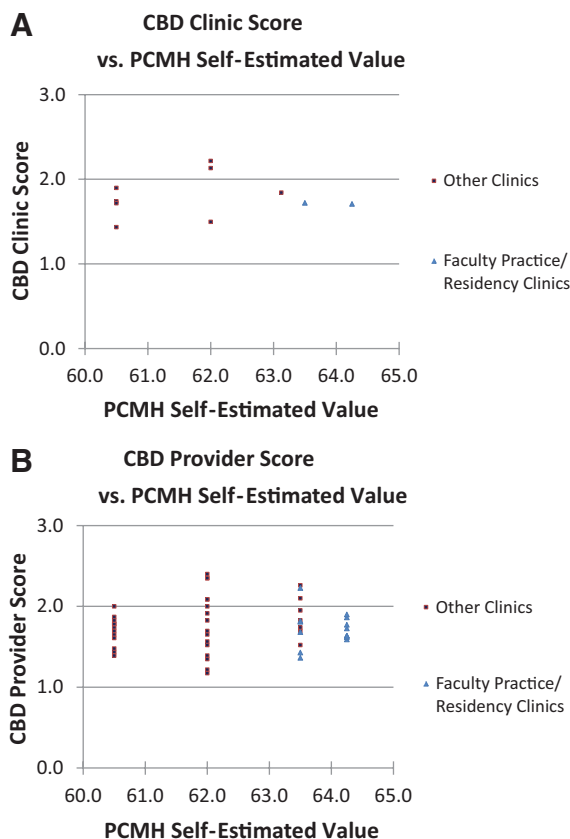 A
CBD Clinic Score
vs. PCMH Self-Estimated Value
3.0
2.0
1.0
0.0
CBD Clinic Score
60.0 61.0 62.0 63.0 64.0 65.0
PCMH Self-Estimated Value
Other Clinics
Faculty Practice/
Residency Clinics
B
CBD Provider Score
vs. PCMH Self-Estimated Value
3.0
2.0
1.0
0.0
CBD Provider Score
60.0 61.0 62.0 63.0 64.0 65.0
PCMH Self-Estimated Value
Other Clinics
Faculty Practice/
Residency Clinics